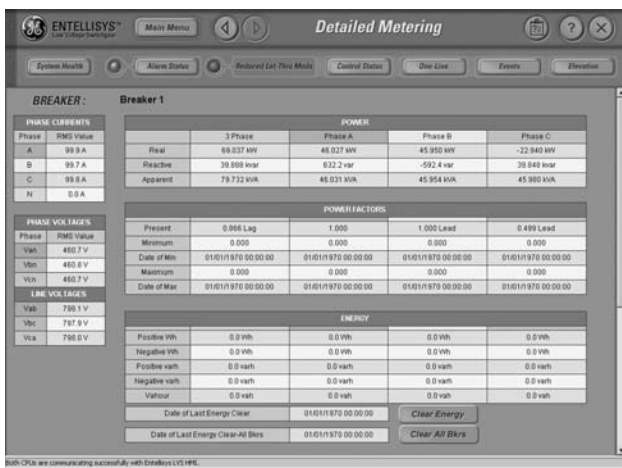 GE ENTELLISYS™ Main Menu Detailed Metering ? X
Low Voltage Switchgear
System Health Alarm Status Reduced Let-Thru Mode Control Status One-Line Events Elevation
BREAKER : Breaker 1
PHASE CURRENTS
Phase RMS Value
A 99.9 A
B 99.7 A
C 99.8 A
N 0.0 A
PHASE VOLTAGES
Phase RMS Value
Van 460.7 V
Vbn 460.8 V
Vcn 460.7 V
LINE VOLTAGES
Vab 798.1 V
Vbc 797.9 V
Vca 798.0 V
POWER
3 Phase Phase A Phase B Phase C
Real 69.037 kW 46.027 kW 45.950 kW -22.940 kW
Reactive 39.888 kvar 632.2 var -592.4 var 39.848 kvar
Apparent 79.732 kVA 46.031 kVA 45.954 kVA 45.980 kVA
POWER FACTORS
Present 0.866 Lag 1.000 1.000 Lead 0.499 Lead
Minimum 0.000 0.000 0.000 0.000
Date of Min 01/01/1970 00:00:00 01/01/1970 00:00:00 01/01/1970 00:00:00 01/01/1970 00:00:00
Maximum 0.000 0.000 0.000 0.000
Date of Max 01/01/1970 00:00:00 01/01/1970 00:00:00 01/01/1970 00:00:00 01/01/1970 00:00:00
ENERGY
Positive Wh 0.0 Wh 0.0 Wh 0.0 Wh 0.0 Wh
Negative Wh 0.0 Wh 0.0 Wh 0.0 Wh 0.0 Wh
Positive varh 0.0 varh 0.0 varh 0.0 varh 0.0 varh
Negative varh 0.0 varh 0.0 varh 0.0 varh 0.0 varh
Vahour 0.0 vah 0.0 vah 0.0 vah 0.0 vah
Date of Last Energy Clear 01/01/1970 00:00:00 Clear Energy
Date of Last Energy Clear-All Bkrs 01/01/1970 00:00:00 Clear All Bkrs
Both CPUs are communicating successfully with Entellisys LVS HMI.